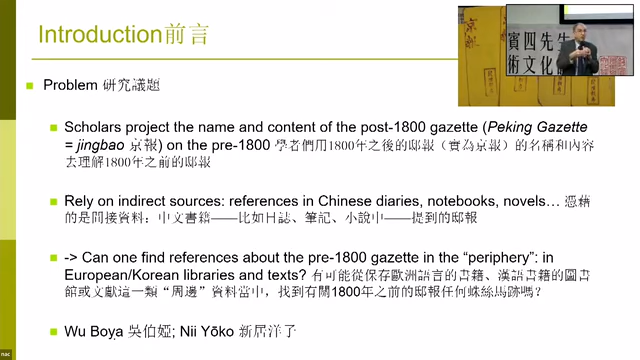 Introduction前言
Problem 研究議題
Scholars project the name and content of the post-1800 gazette (Peking Gazette
= jingbao 京報) on the pre-1800 學者們用1800年之後的邸報（實為京報）的名稱和內容
去理解1800年之前的邸報
Rely on indirect sources: references in Chinese diaries, notebooks, novels… 憑藉
的是間接資料：中文書籍——比如日誌、筆記、小說中——提到的邸報
-> Can one find references about the pre-1800 gazette in the “periphery”: in
European/Korean libraries and texts? 有可能從保存歐洲語言的書籍、漢語書籍的圖書
館或文獻這一類“周邊”資料當中，找到有關1800年之前的邸報任何蛛絲馬跡嗎？
Wu Boya 吳伯婭; Nii Yōko 新居洋子
京報
賓四先生
術文化
nac